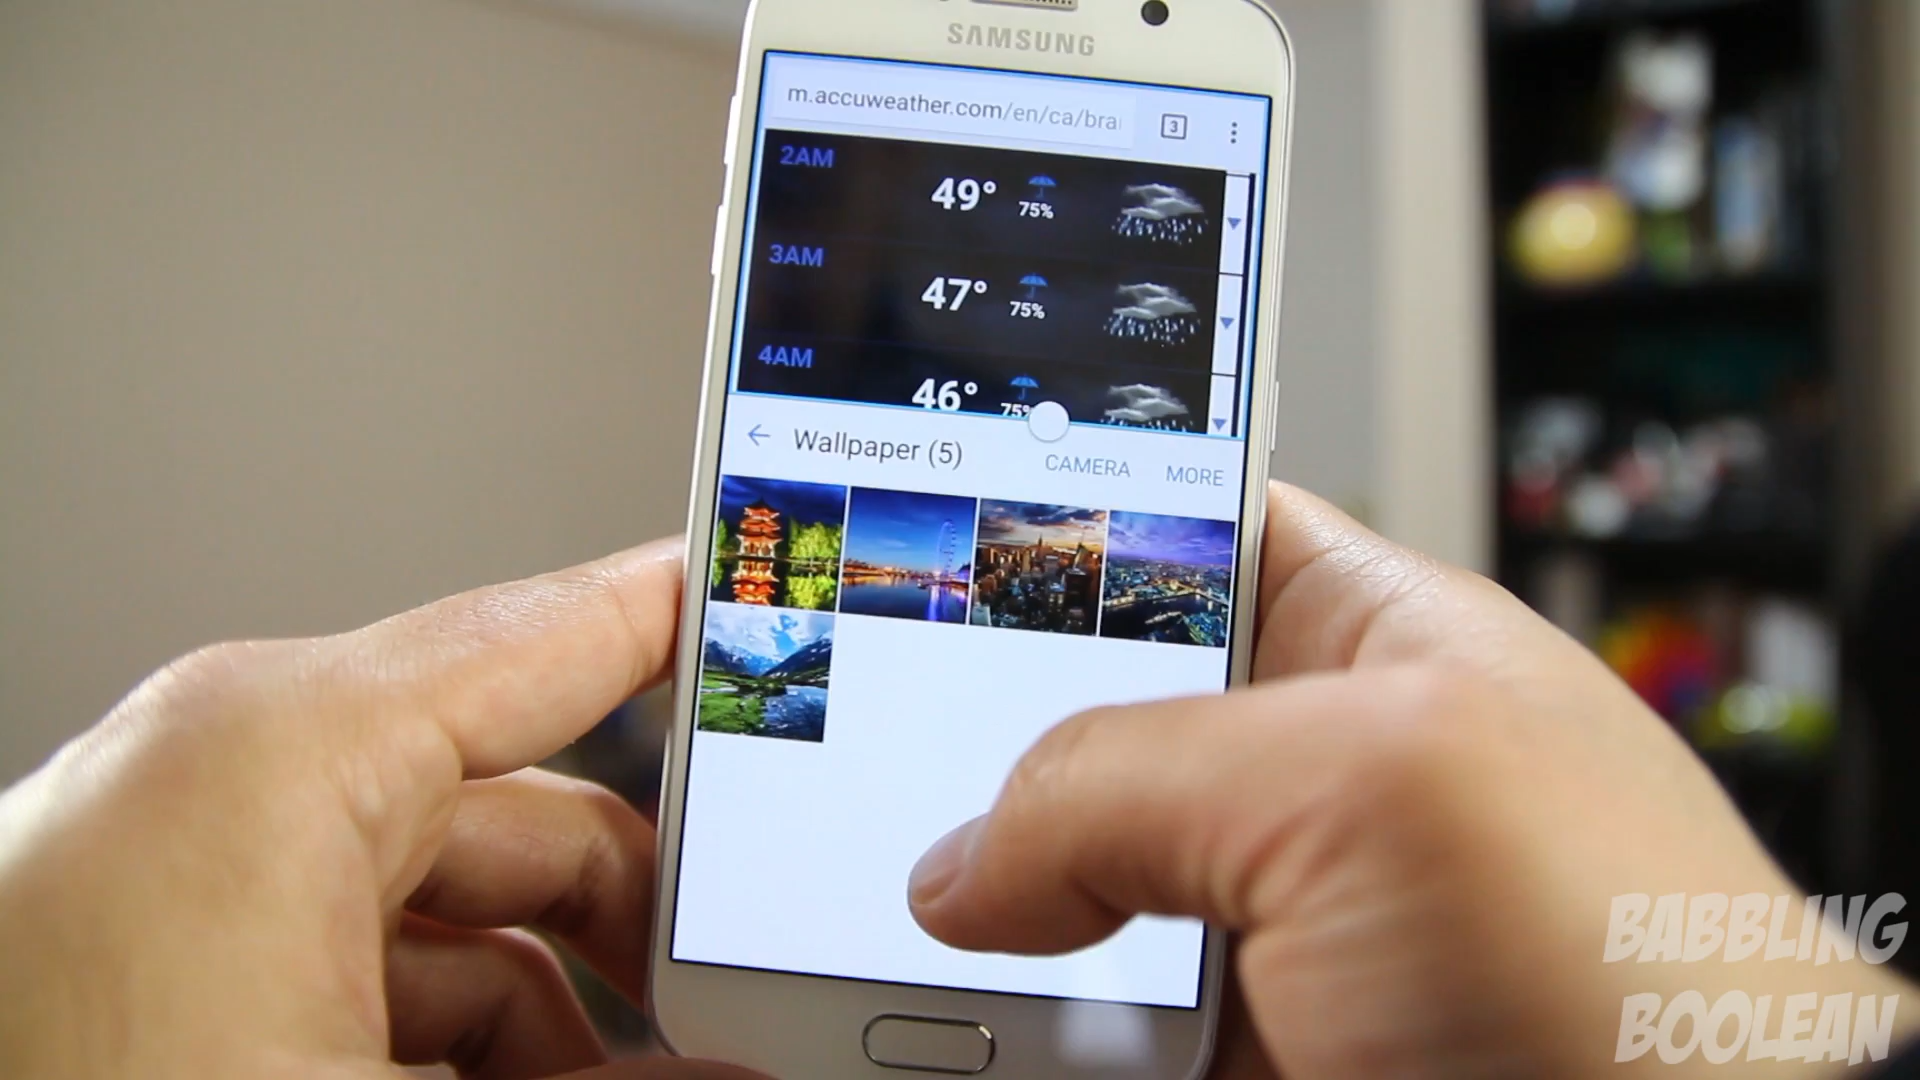 SAMSUNG
m.accuweather.com/en/ca/bra
3
2AM
49°
75%
3AM
47°
75%
4AM
46°
75%
Wallpaper (5)
CAMERA
MORE
BABBLING
BOOLEAN